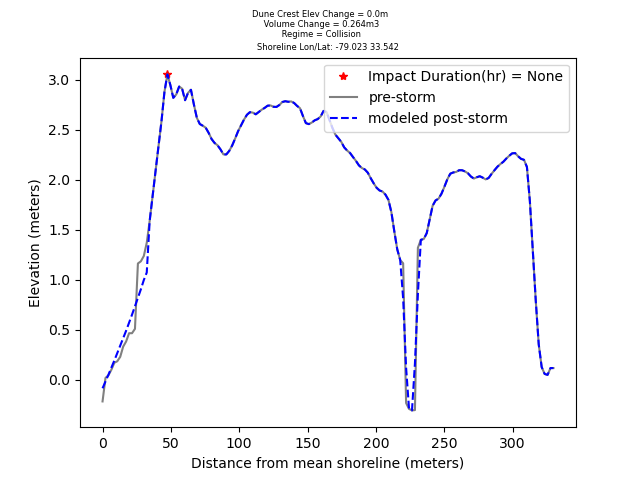 Dune Crest Elev Change = 0.0m
Volume Change = 0.264m3
Regime = Collision
Shoreline Lon/Lat: -79.023 33.542
Impact Duration(hr) = None
pre-storm
modeled post-storm
3.0
2.5
2.0
1.5
1.0
0.5
0.0
Elevation (meters)
0 50 100 150 200 250 300
Distance from mean shoreline (meters)